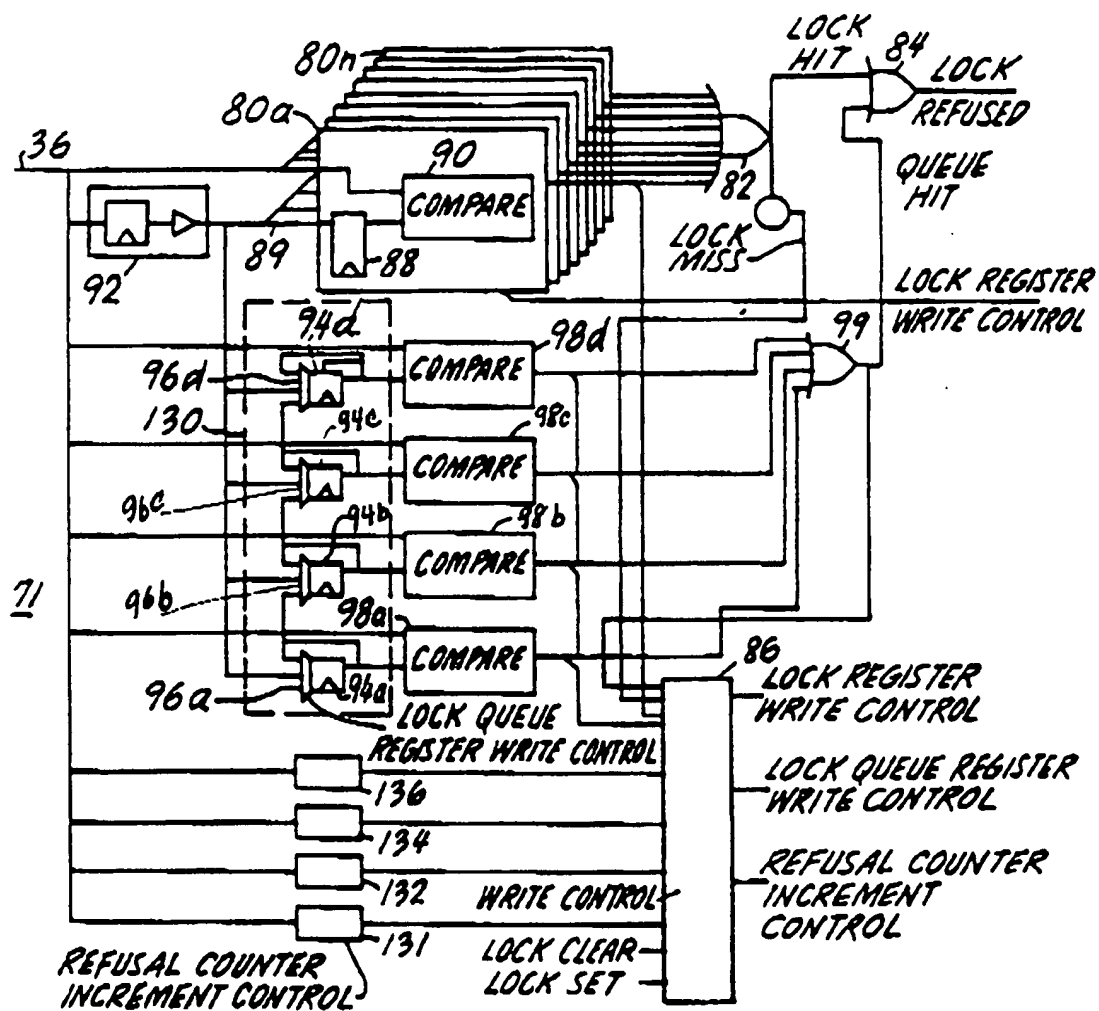 80n
LOCK
HIT
84
LOCK
REFUSED
80a
36
90
COMPARE
82
QUEUE
HIT
92
89
88
LOCK
MISS
LOCK REGISTER
WRITE CONTROL
94d
98d
99
96d
COMPARE
130
94c
98c
COMPARE
96c
94b
98b
COMPARE
96b
71
98a
COMPARE
86
96a
94a
LOCK QUEUE
REGISTER WRITE CONTROL
LOCK REGISTER
WRITE CONTROL
136
LOCK QUEUE REGISTER
WRITE CONTROL
134
132
WRITE CONTROL
REFUSAL COUNTER
INCREMENT
CONTROL
131
REFUSAL COUNTER
INCREMENT CONTROL
LOCK CLEAR
LOCK SET